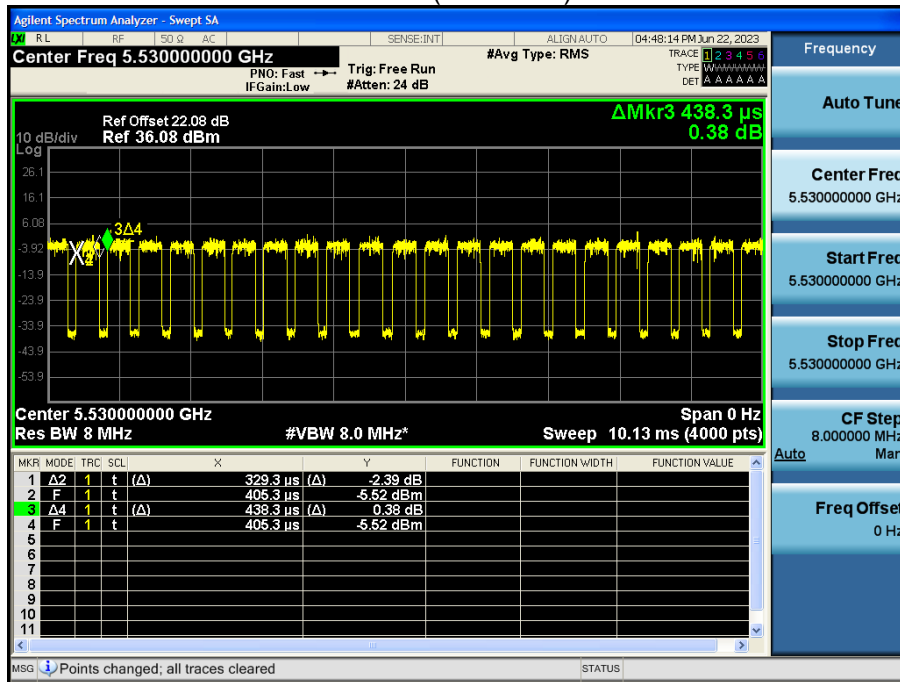 Agilent Spectrum Analyzer - Swept SA
LXI RL RF 50 Ω AC SENSE:INT ALIGN AUTO 04:48:14 PM Jun 22, 2023
Center Freq 5.530000000 GHz #Avg Type: RMS TRACE 1 2 3 4 5 6
PNO: Fast Trig: Free Run TYPE WWWWWW
IFGain:Low #Atten: 24 dB DET A A A A A A
Ref Offset 22.08 dB ΔMkr3 438.3 µs
10 dB/div Ref 36.08 dBm 0.38 dB
Log
26.1
16.1
6.08
3Δ4
-3.92
-13.9
-23.9
-33.9
-43.9
-53.9
Center 5.530000000 GHz Span 0 Hz
Res BW 8 MHz #VBW 8.0 MHz* Sweep 10.13 ms (4000 pts)
MKR MODE TRC SCL X Y FUNCTION FUNCTION WIDTH FUNCTION VALUE
1 Δ2 1 t (Δ) 329.3 µs (Δ) -2.39 dB
2 F 1 t 405.3 µs -5.52 dBm
3 Δ4 1 t (Δ) 438.3 µs (Δ) 0.38 dB
4 F 1 t 405.3 µs -5.52 dBm
5
6
7
8
9
10
11
MSG Points changed; all traces cleared STATUS
Frequency
Auto Tune
Center Freq
5.530000000 GHz
Start Freq
5.530000000 GHz
Stop Freq
5.530000000 GHz
CF Step
8.000000 MHz
Auto Man
Freq Offset
0 Hz